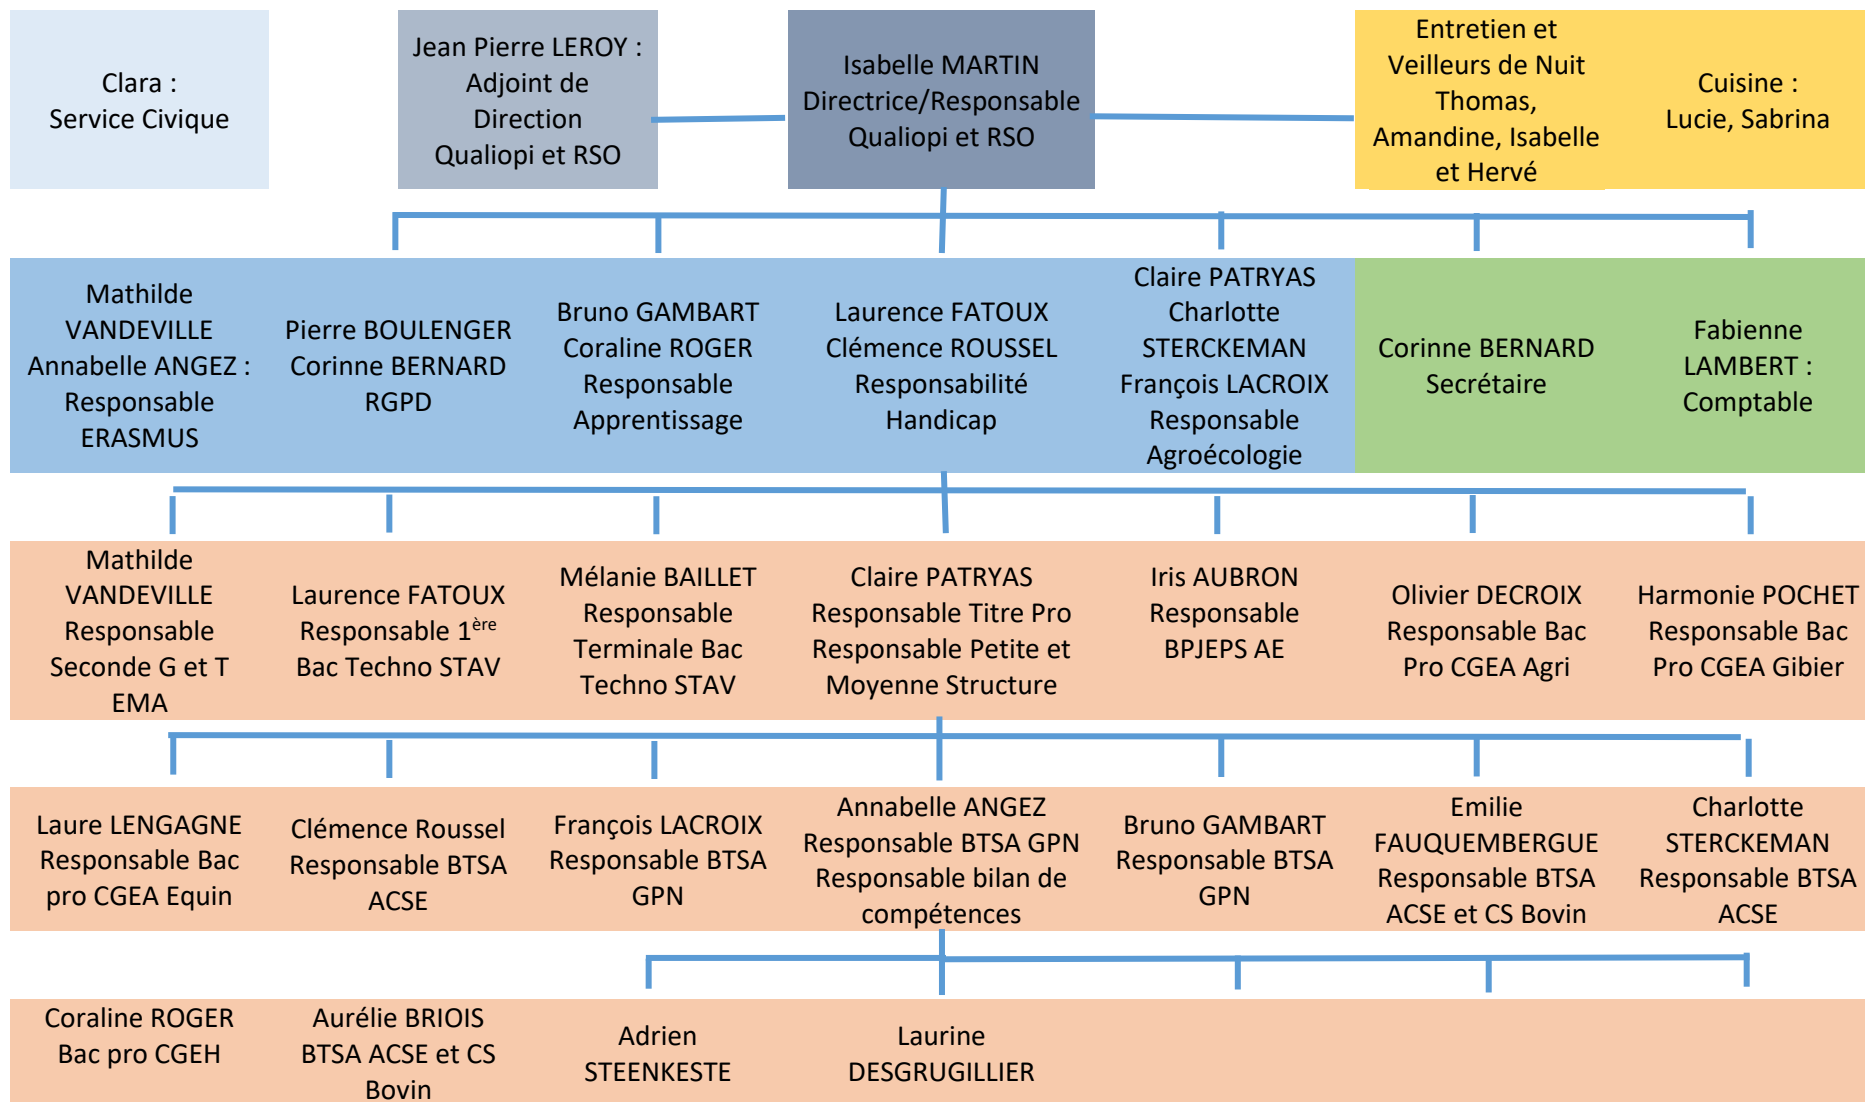 Clara :
Service Civique
Jean Pierre LEROY :
Adjoint de
Direction
Qualiopi et RSO
Isabelle MARTIN
Directrice/Responsable
Qualiopi et RSO
Entretien et
Veilleurs de Nuit
Thomas,
Amandine, Isabelle
et Hervé
Cuisine :
Lucie, Sabrina
Mathilde
VANDEVILLE
Annabelle ANGEZ :
Responsable
ERASMUS
Pierre BOULENGER
Corinne BERNARD
RGPD
Bruno GAMBART
Coraline ROGER
Responsable
Apprentissage
Laurence FATOUX
Clémence ROUSSEL
Responsabilité
Handicap
Claire PATRYAS
Charlotte
STERCKEMAN
François LACROIX
Responsable
Agroécologie
Corinne BERNARD
Secrétaire
Fabienne
LAMBERT :
Comptable
Mathilde
VANDEVILLE
Responsable
Seconde G et T
EMA
Laurence FATOUX
Responsable 1ère
Bac Techno STAV
Mélanie BAILLET
Responsable
Terminale Bac
Techno STAV
Claire PATRYAS
Responsable Titre Pro
Responsable Petite et
Moyenne Structure
Iris AUBRON
Responsable
BPJEPS AE
Olivier DECROIX
Responsable Bac
Pro CGEA Agri
Harmonie POCHET
Responsable Bac
Pro CGEA Gibier
Laure LENGAGNE
Responsable Bac
pro CGEA Equin
Clémence Roussel
Responsable BTSA
ACSE
François LACROIX
Responsable BTSA
GPN
Annabelle ANGEZ
Responsable BTSA GPN
Responsable bilan de
compétences
Bruno GAMBART
Responsable BTSA
GPN
Emilie
FAUQUEMBERGUE
Responsable BTSA
ACSE et CS Bovin
Charlotte
STERCKEMAN
Responsable BTSA
ACSE
Coraline ROGER
Bac pro CGEH
Aurélie BRIOIS
BTSA ACSE et CS
Bovin
Adrien
STEENKESTE
Laurine
DESGRUGILLIER